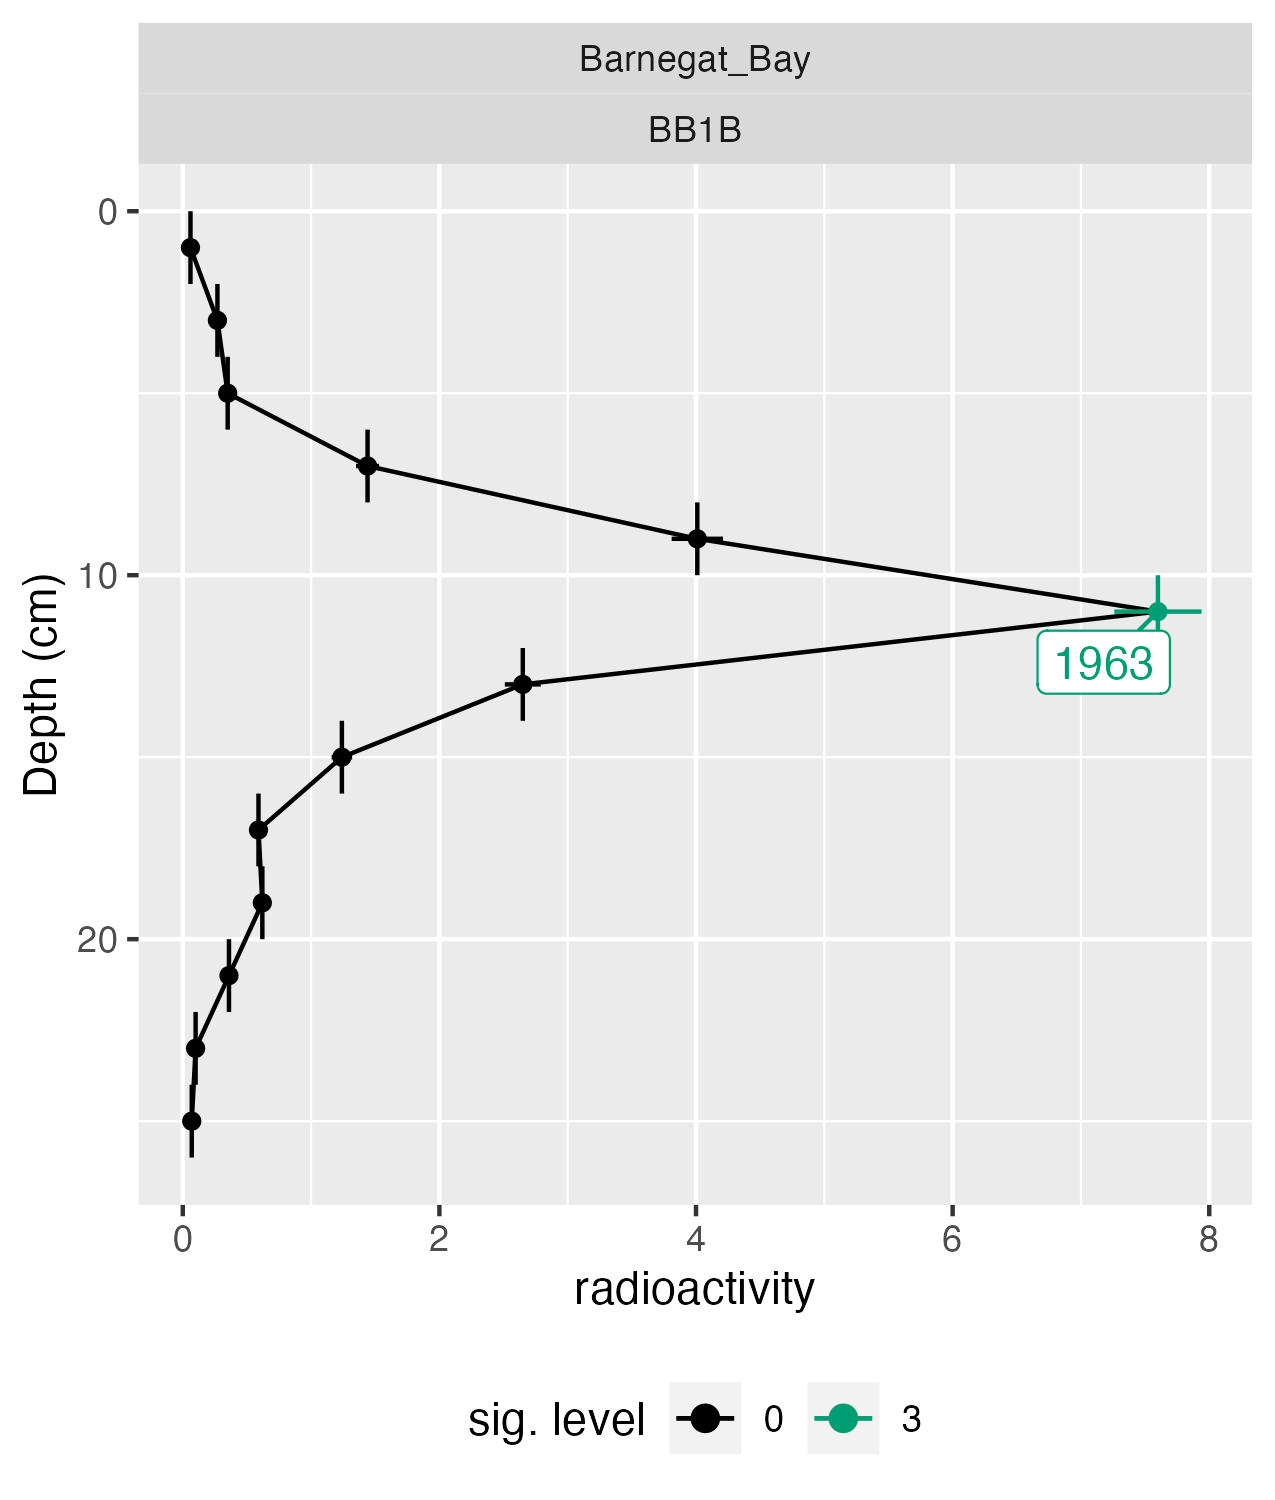 Barnegat_Bay
BB1B
0
10
20
Depth (cm)
1963
0 2 4 6 8
radioactivity
sig. level 0 3